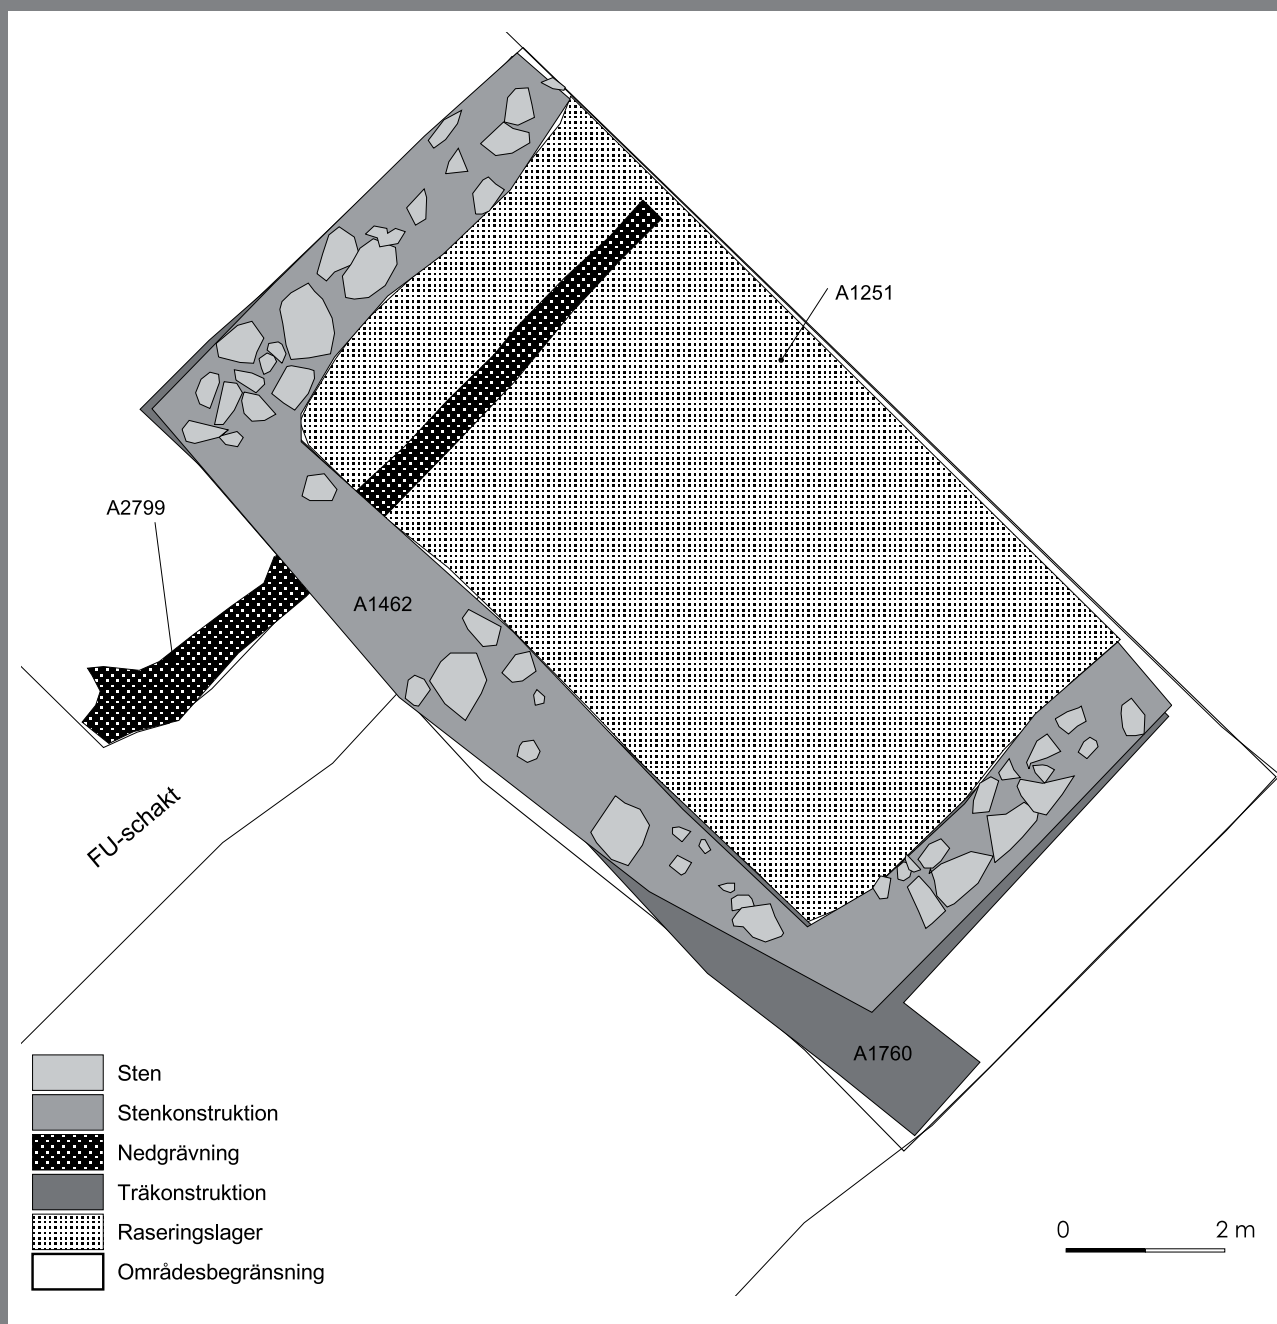 A1251
A2799
A1462
FU-schakt
A1760
Sten
Stenkonstruktion
Nedgrävning
Träkonstruktion
Raseringslager
Områdesbegränsning
0 2 m